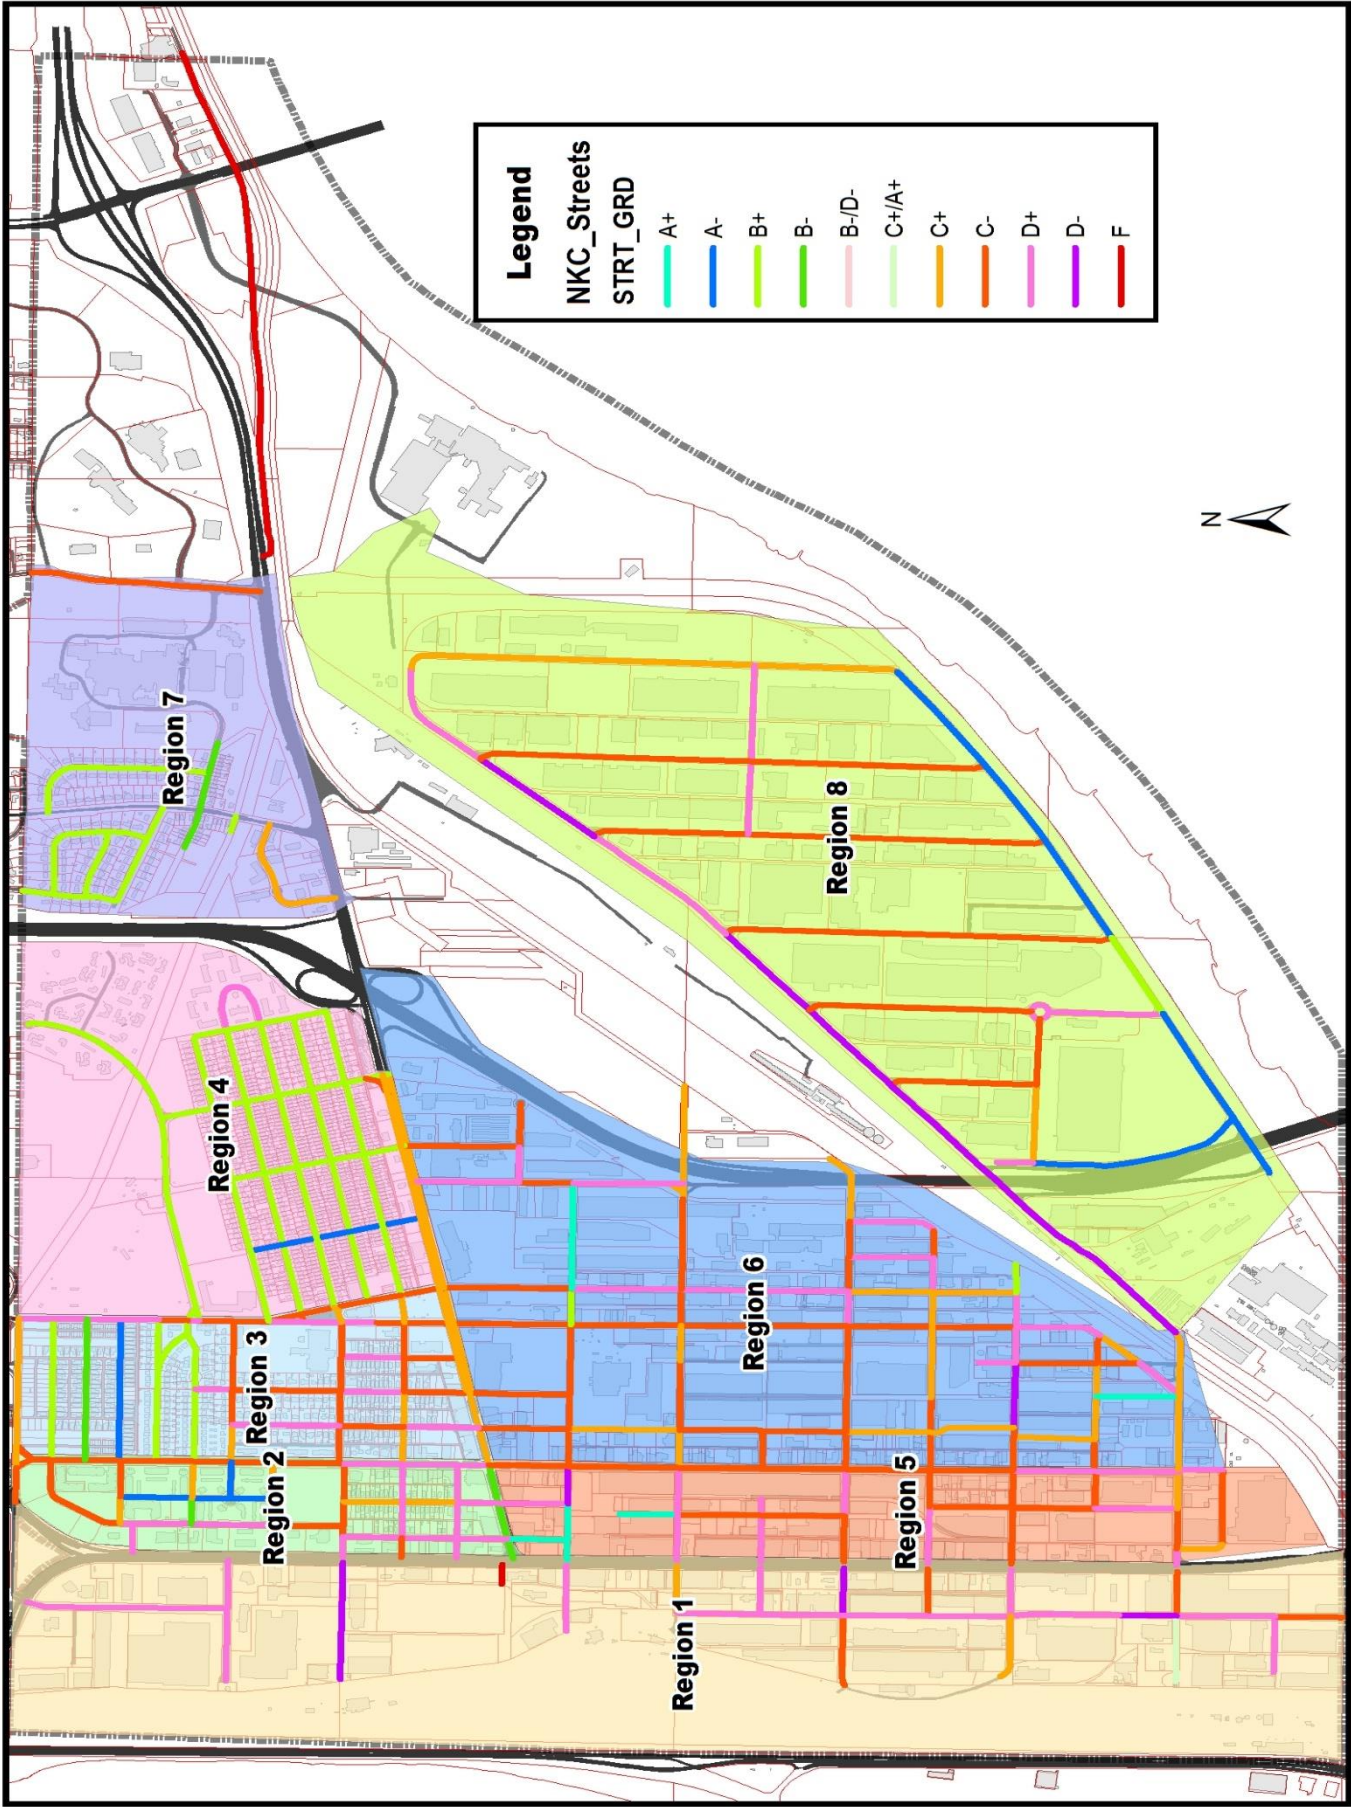 Legend
NKC_Streets
STRT_GRD
A+
A-
B+
B-
B-/D-
C+/A+
C+
C-
D+
D-
F
N
Region 7
Region 4
Region 3
Region 2
Region 8
Region 6
Region 5
Region 1